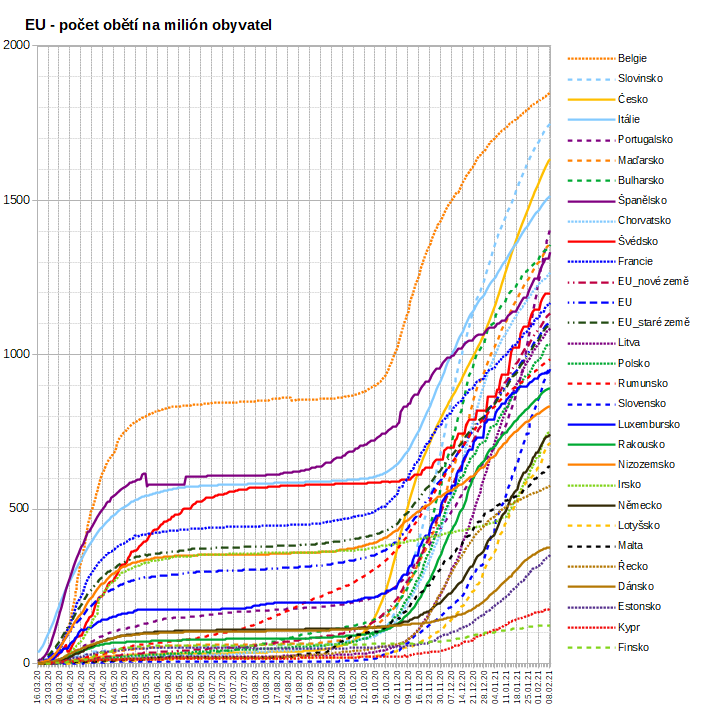 EU - počet obětí na milión obyvatel
2000
1500
1000
500
0
16.03.20
23.03.20
30.03.20
06.04.20
13.04.20
20.04.20
27.04.20
04.05.20
11.05.20
18.05.20
25.05.20
01.06.20
08.06.20
15.06.20
22.06.20
29.06.20
06.07.20
13.07.20
20.07.20
27.07.20
03.08.20
10.08.20
17.08.20
24.08.20
31.08.20
07.09.20
14.09.20
21.09.20
28.09.20
05.10.20
12.10.20
19.10.20
26.10.20
02.11.20
09.11.20
16.11.20
23.11.20
30.11.20
07.12.20
14.12.20
21.12.20
28.12.20
04.01.21
11.01.21
18.01.21
25.01.21
01.02.21
08.02.21
Belgie
Slovinsko
Česko
Itálie
Portugalsko
Maďarsko
Bulharsko
Španělsko
Chorvatsko
Švédsko
Francie
EU_nové země
EU
EU_staré země
Litva
Polsko
Rumunsko
Slovensko
Luxembursko
Rakousko
Nizozemsko
Irsko
Německo
Lotyšsko
Malta
Řecko
Dánsko
Estonsko
Kypr
Finsko